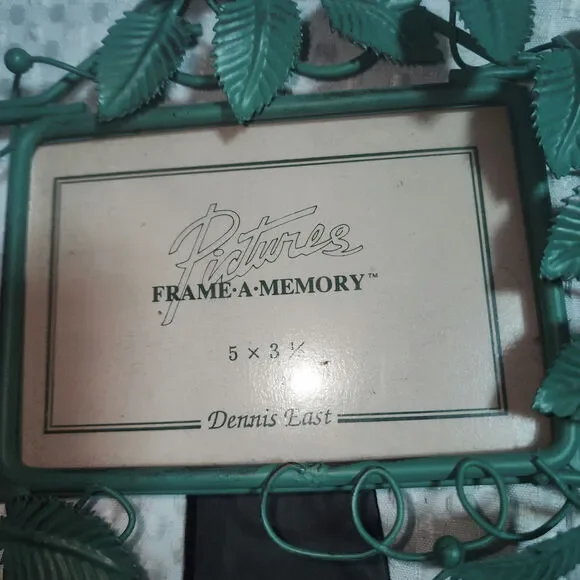 Pictures
FRAME·A·MEMORY™
5 × 3 ½
Dennis East